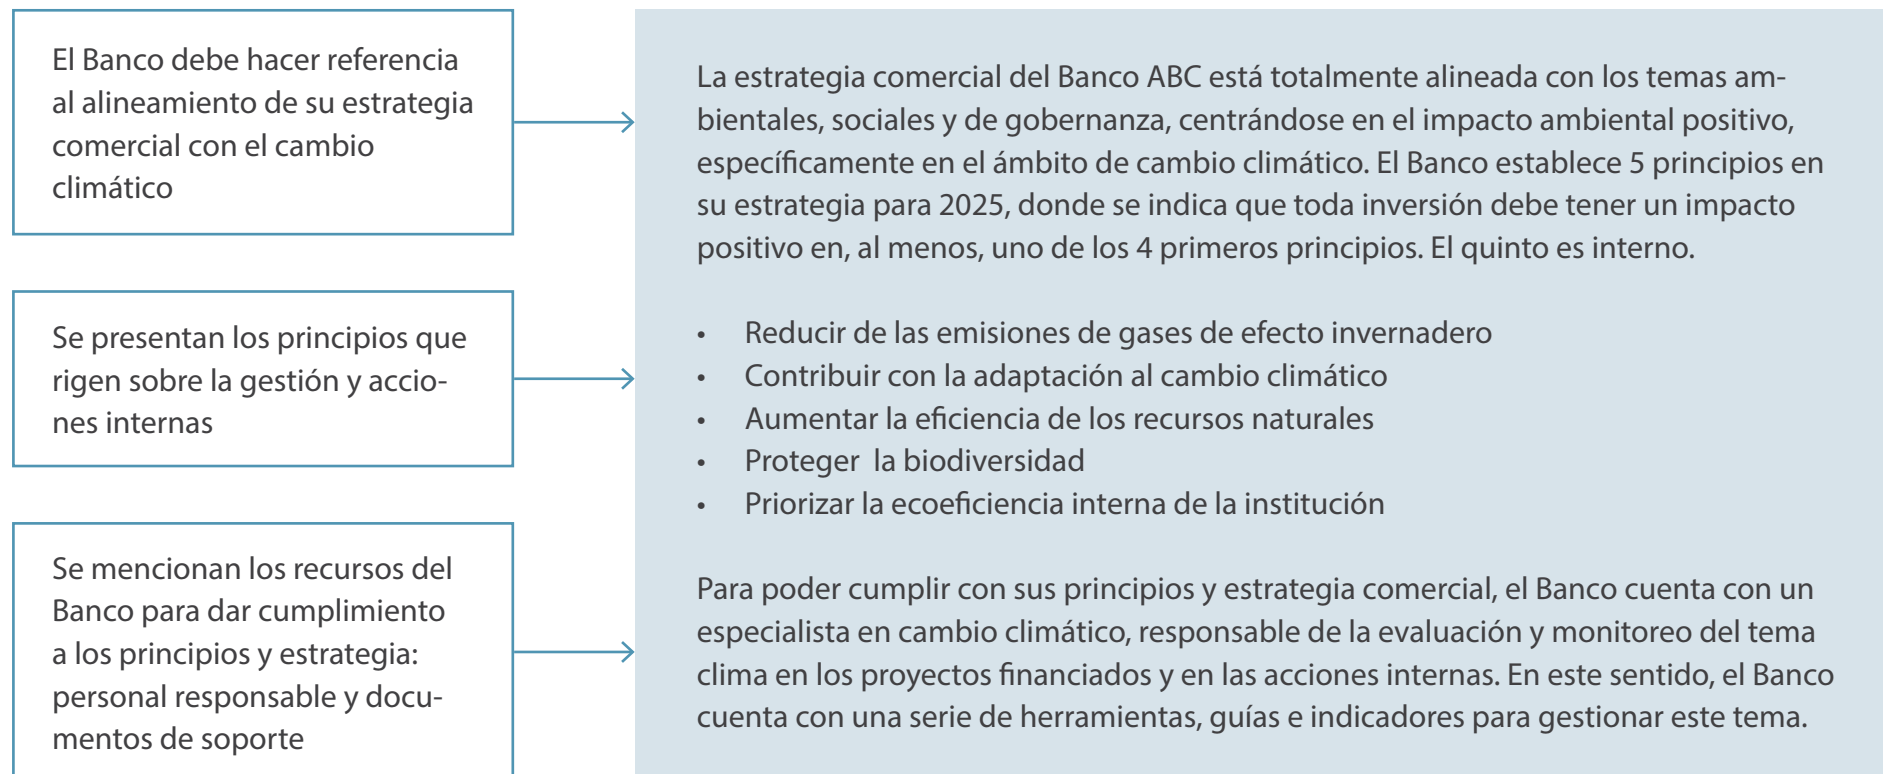 El Banco debe hacer referencia
al alineamiento de su estrategia
comercial con el cambio
climático
La estrategia comercial del Banco ABC está totalmente alineada con los temas am-
bientales, sociales y de gobernanza, centrándose en el impacto ambiental positivo,
específicamente en el ámbito de cambio climático. El Banco establece 5 principios en
su estrategia para 2025, donde se indica que toda inversión debe tener un impacto
positivo en, al menos, uno de los 4 primeros principios. El quinto es interno.
Se presentan los principios que
rigen sobre la gestión y accio-
nes internas
• Reducir de las emisiones de gases de efecto invernadero
• Contribuir con la adaptación al cambio climático
• Aumentar la eficiencia de los recursos naturales
• Proteger  la biodiversidad
• Priorizar la ecoeficiencia interna de la institución
Se mencionan los recursos del
Banco para dar cumplimiento
a los principios y estrategia:
personal responsable y docu-
mentos de soporte
Para poder cumplir con sus principios y estrategia comercial, el Banco cuenta con un
especialista en cambio climático, responsable de la evaluación y monitoreo del tema
clima en los proyectos financiados y en las acciones internas. En este sentido, el Banco
cuenta con una serie de herramientas, guías e indicadores para gestionar este tema.